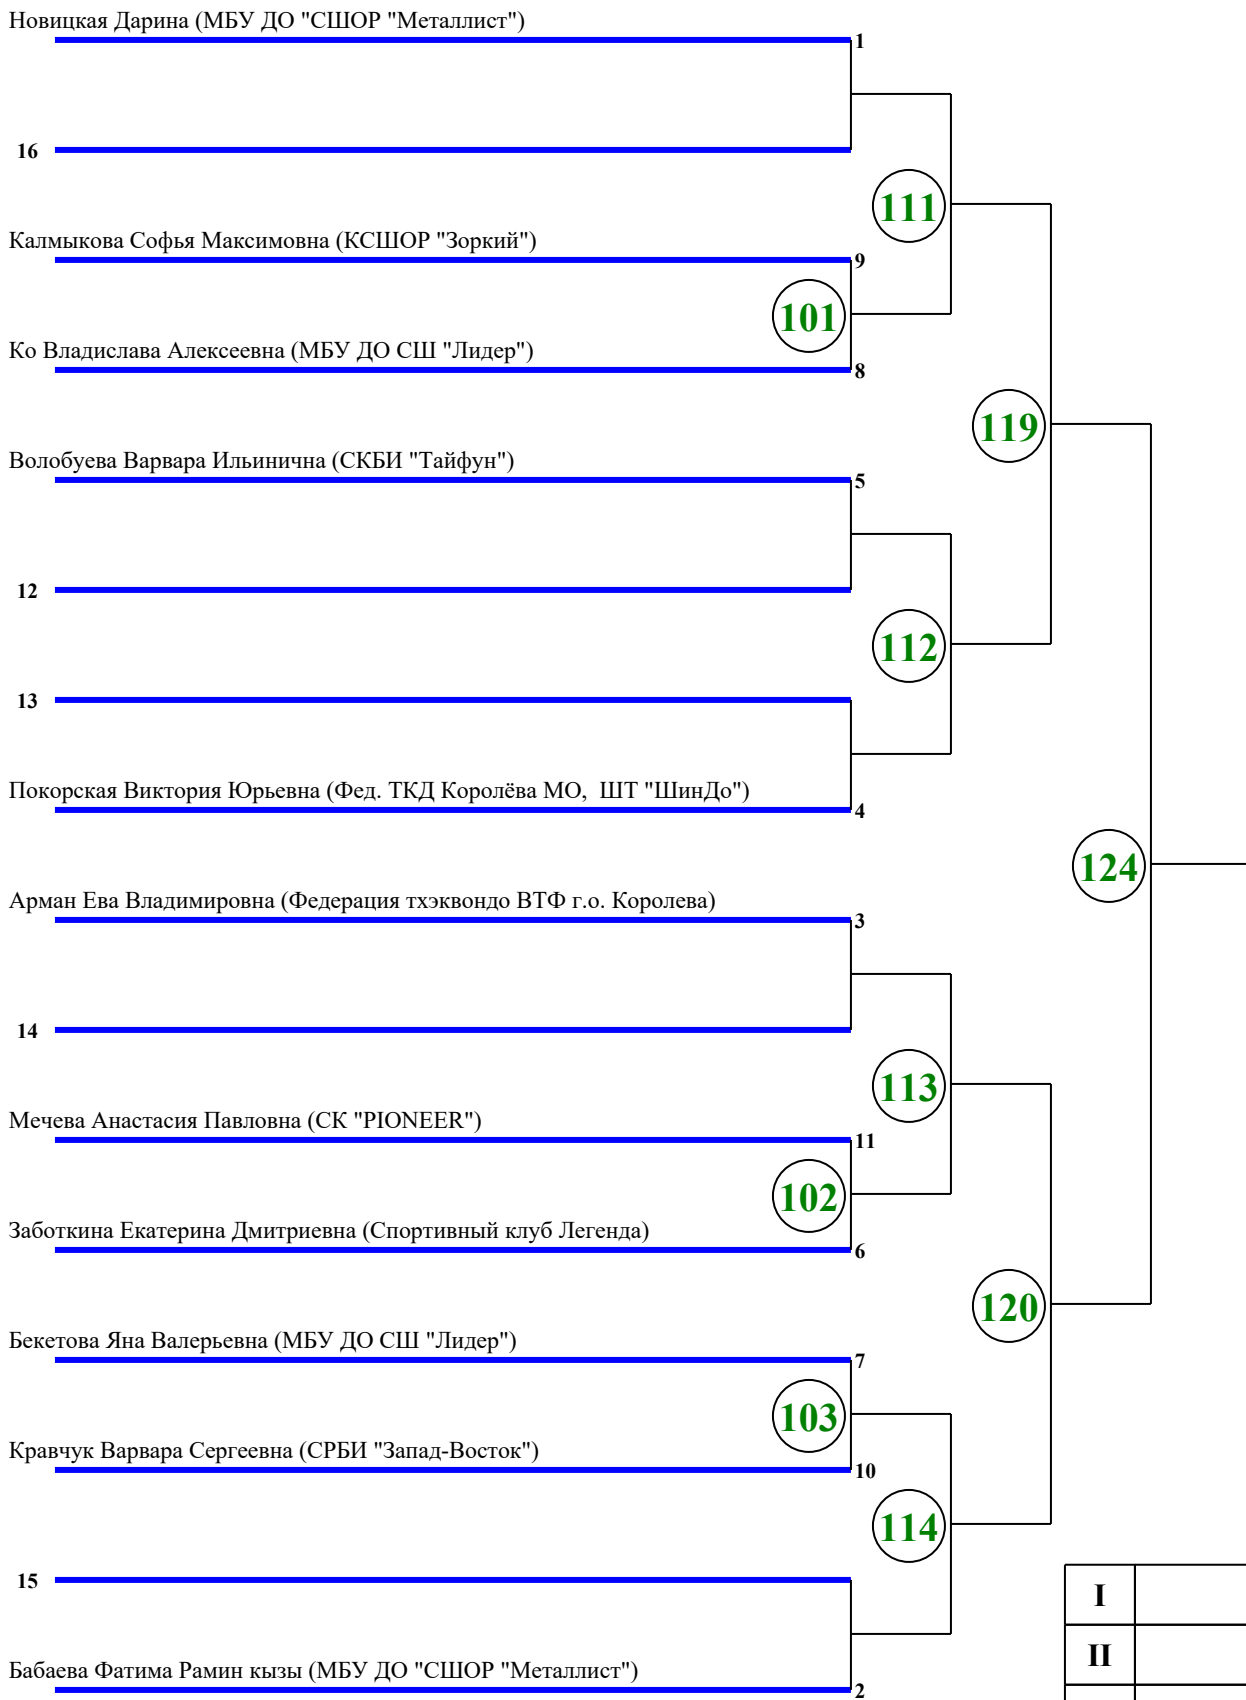 Новицкая Дарина (МБУ ДО "СШОР "Металлист")
1
16
111
Калмыкова Софья Максимовна (КСШОР "Зоркий")
9
101
Ко Владислава Алексеевна (МБУ ДО СШ "Лидер")
8
119
Волобуева Варвара Ильинична (СКБИ "Тайфун")
5
12
112
13
Покорская Виктория Юрьевна (Фед. ТКД Королёва МО, ШТ "ШинДо")
4
124
Арман Ева Владимировна (Федерация тхэквондо ВТФ г.о. Королева)
3
14
113
Мечева Анастасия Павловна (СК "PIONEER")
11
102
Заботкина Екатерина Дмитриевна (Спортивный клуб Легенда)
6
120
Бекетова Яна Валерьевна (МБУ ДО СШ "Лидер")
7
103
Кравчук Варвара Сергеевна (СРБИ "Запад-Восток")
10
114
15
I
II
Бабаева Фатима Рамин кызы (МБУ ДО "СШОР "Металлист")
2